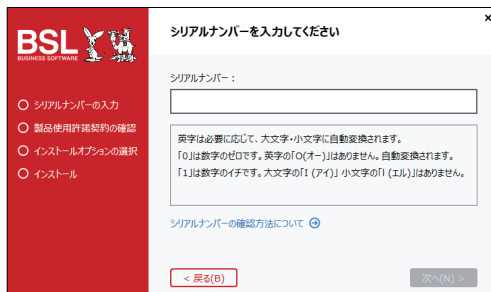 BSL
BUSINESS SOFTWARE
シリアルナンバーの入力
製品使用許諾契約の確認
インストールオプションの選択
インストール
×
シリアルナンバーを入力してください
シリアルナンバー：
英字は必要に応じて、大文字・小文字に自動変換されます。
「0」は数字のゼロです。英字の「O(オー)」はありません。自動変換されます。
「1」は数字のイチです。大文字の「I (アイ)」 小文字の「l (エル)」はありません。
シリアルナンバーの確認方法について
< 戻る(B)
次へ(N) >